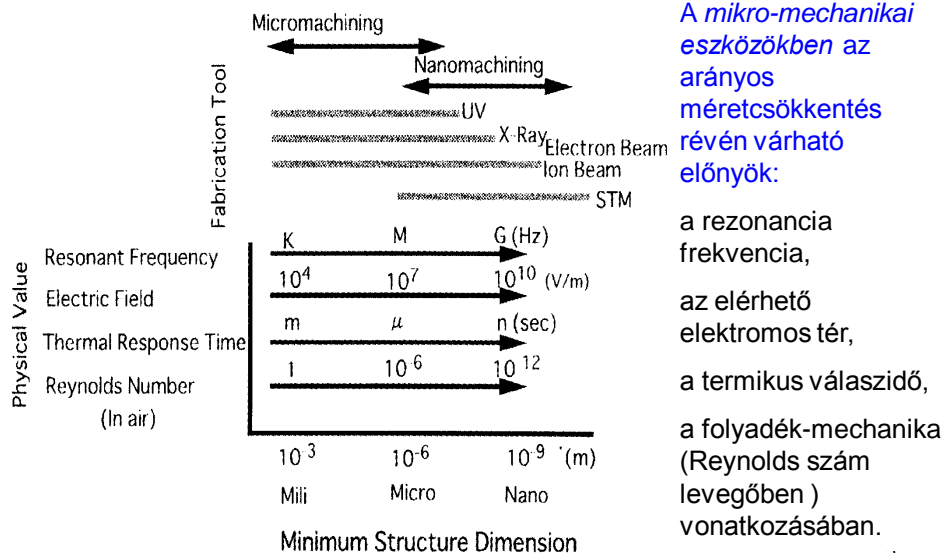 Micromachining
Nanomachining
Fabrication Tool
UV
X-Ray
Electron Beam
Ion Beam
STM
Physical Value
K M G (Hz)
Resonant Frequency
10^4 10^7 10^10 (V/m)
Electric Field
m μ n (sec)
Thermal Response Time
1 10^-6 10^-12
Reynolds Number
(In air)
10^-3 10^-6 10^-9 (m)
Mili Micro Nano
Minimum Structure Dimension
A mikro-mechanikai
eszközökben az
arányos
méretcsökkentés
révén várható
előnyök:
a rezonancia
frekvencia,
az elérhető
elektromos tér,
a termikus válaszidő,
a folyadék-mechanika
(Reynolds szám
levegőben )
vonatkozásában.